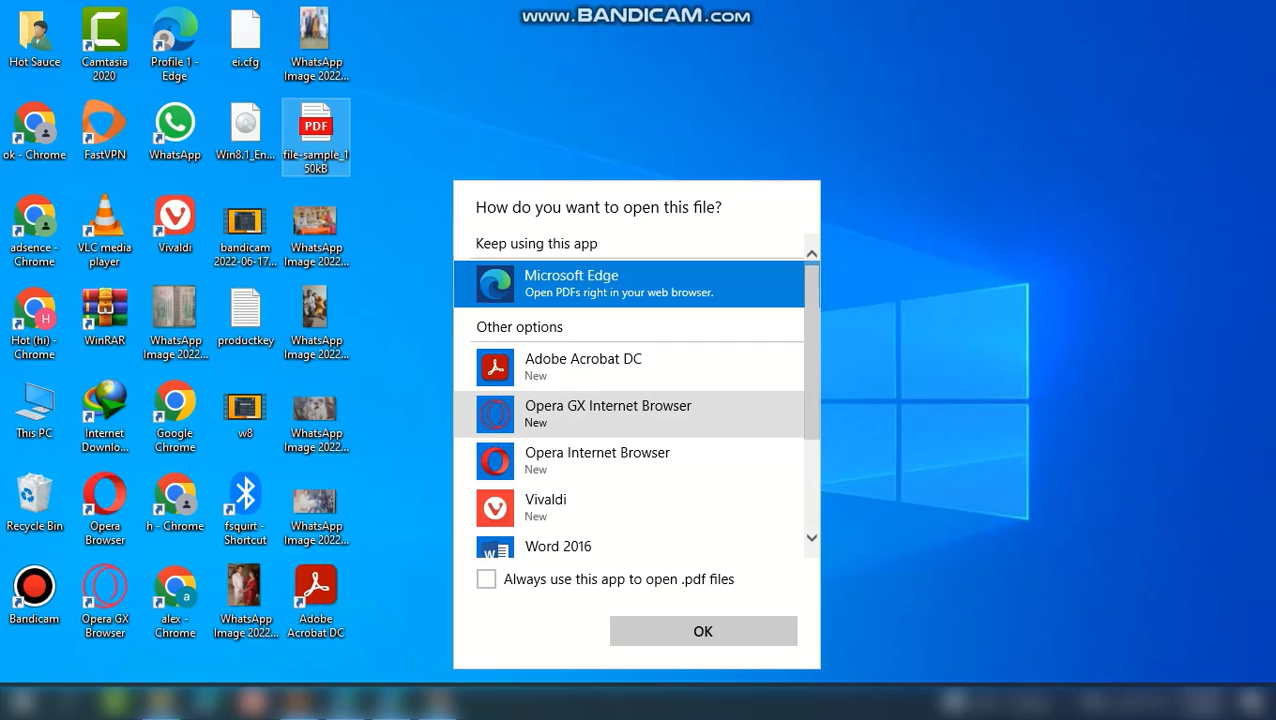 www.BANDICAM.com
Hot Sauce
Camtasia
2020
Profile 1 -
Edge
ei.cfg
WhatsApp
Image 2022...
ok - Chrome
FastVPN
WhatsApp
Win8.1_En...
PDF
file-sample_1
50kB
adsence -
Chrome
VLC media
player
Vivaldi
bandicam
2022-06-17...
WhatsApp
Image 2022...
H
Hot (hi) -
Chrome
WinRAR
WhatsApp
Image 2022...
productkey
WhatsApp
Image 2022...
This PC
Internet
Downlo...
Google
Chrome
w8
WhatsApp
Image 2022...
Recycle Bin
Opera
Browser
h - Chrome
fsquirt -
Shortcut
WhatsApp
Image 2022...
Bandicam
Opera GX
Browser
a
alex -
Chrome
WhatsApp
Image 2022...
Adobe
Acrobat DC
How do you want to open this file?
Keep using this app
Microsoft Edge
Open PDFs right in your web browser.
Other options
Adobe Acrobat DC
New
Opera GX Internet Browser
New
Opera Internet Browser
New
Vivaldi
New
Word 2016
Always use this app to open .pdf files
OK